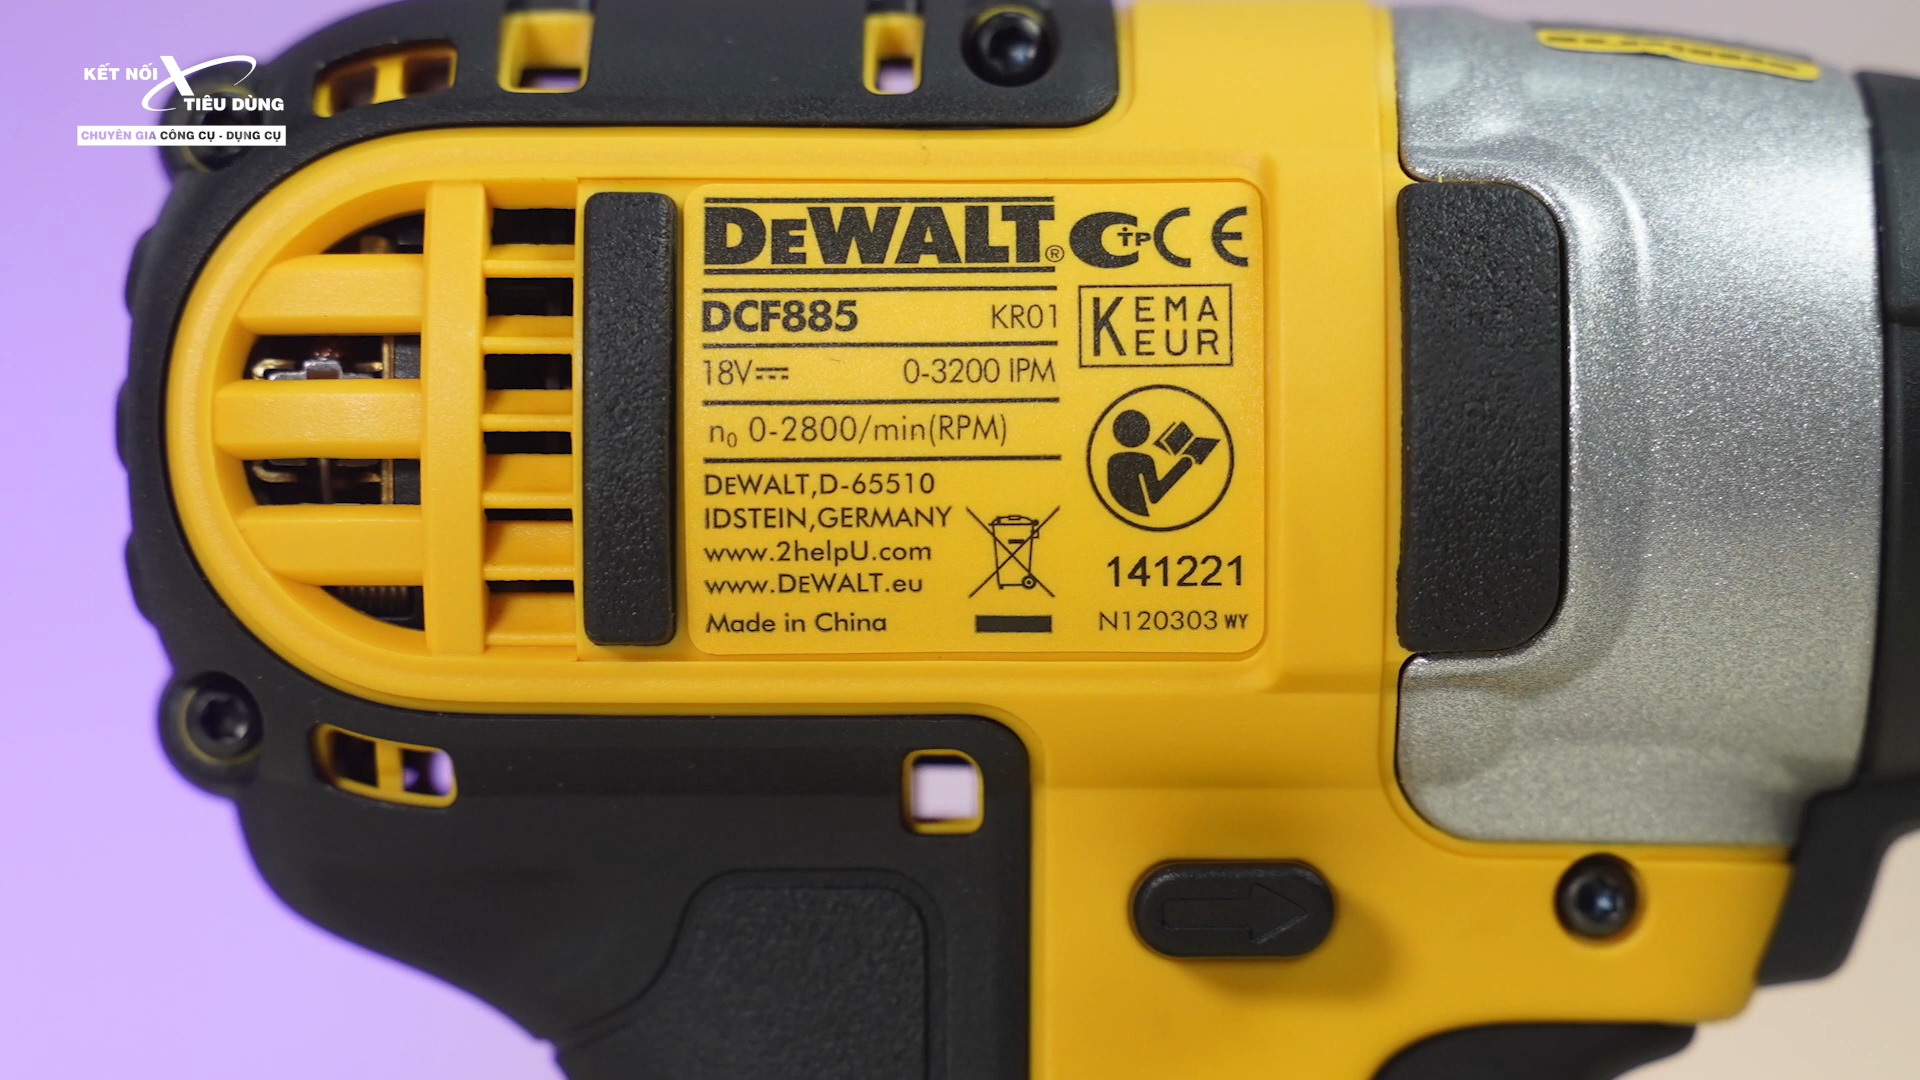 KẾT NỐI
TIÊU DÙNG
CHUYÊN GIA CÔNG CỤ - DỤNG CỤ
DEWALT®
CE
DCF885 KR01
KEMA
KEUR
18V 0-3200 IPM
n₀ 0-2800/min(RPM)
DEWALT,D-65510
IDSTEIN,GERMANY
www.2helpU.com
www.DEWALT.eu
Made in China
141221
N120303 WY